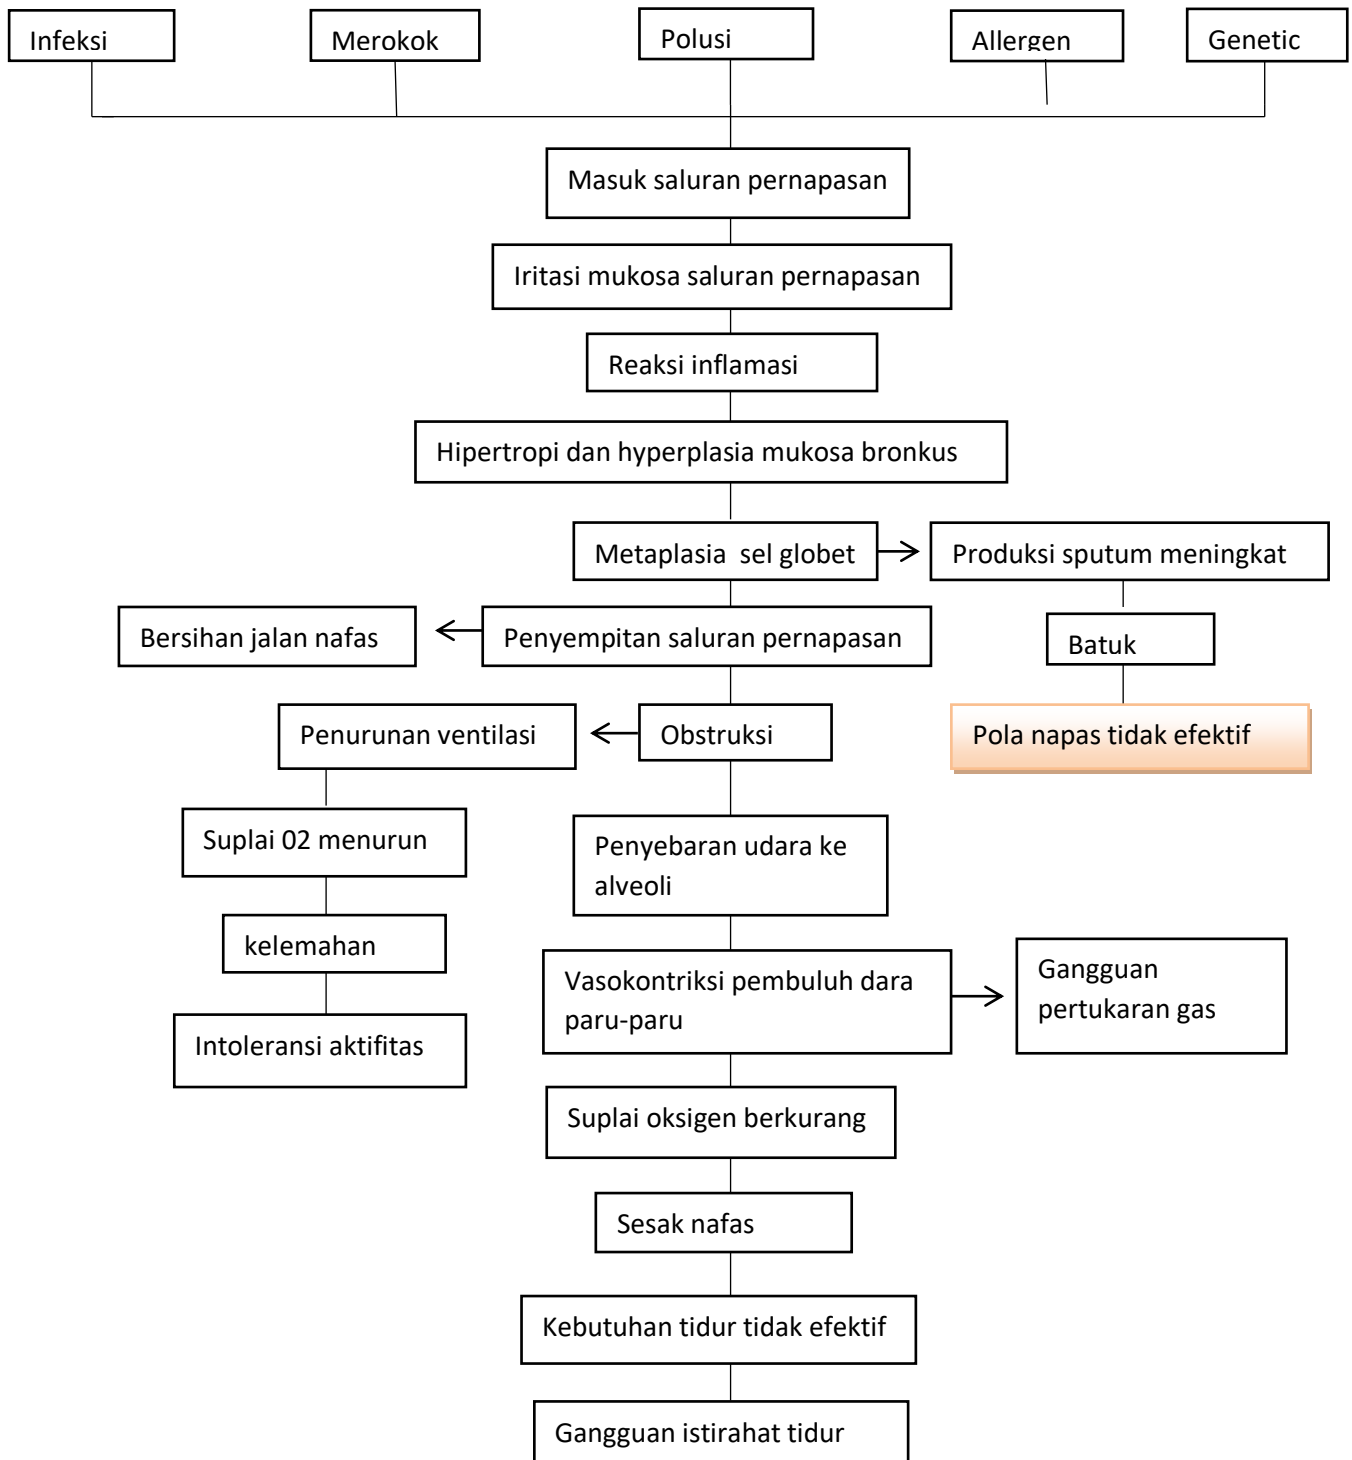 Infeksi
Merokok
Polusi
Allergen
Genetic
Masuk saluran pernapasan
Iritasi mukosa saluran pernapasan
Reaksi inflamasi
Hipertropi dan hyperplasia mukosa bronkus
Metaplasia  sel globet
Produksi sputum meningkat
Bersihan jalan nafas
Penyempitan saluran pernapasan
Batuk
Penurunan ventilasi
Obstruksi
Pola napas tidak efektif
Suplai 02 menurun
Penyebaran udara ke
alveoli
kelemahan
Vasokontriksi pembuluh dara
paru-paru
Gangguan
pertukaran gas
Intoleransi aktifitas
Suplai oksigen berkurang
Sesak nafas
Kebutuhan tidur tidak efektif
Gangguan istirahat tidur